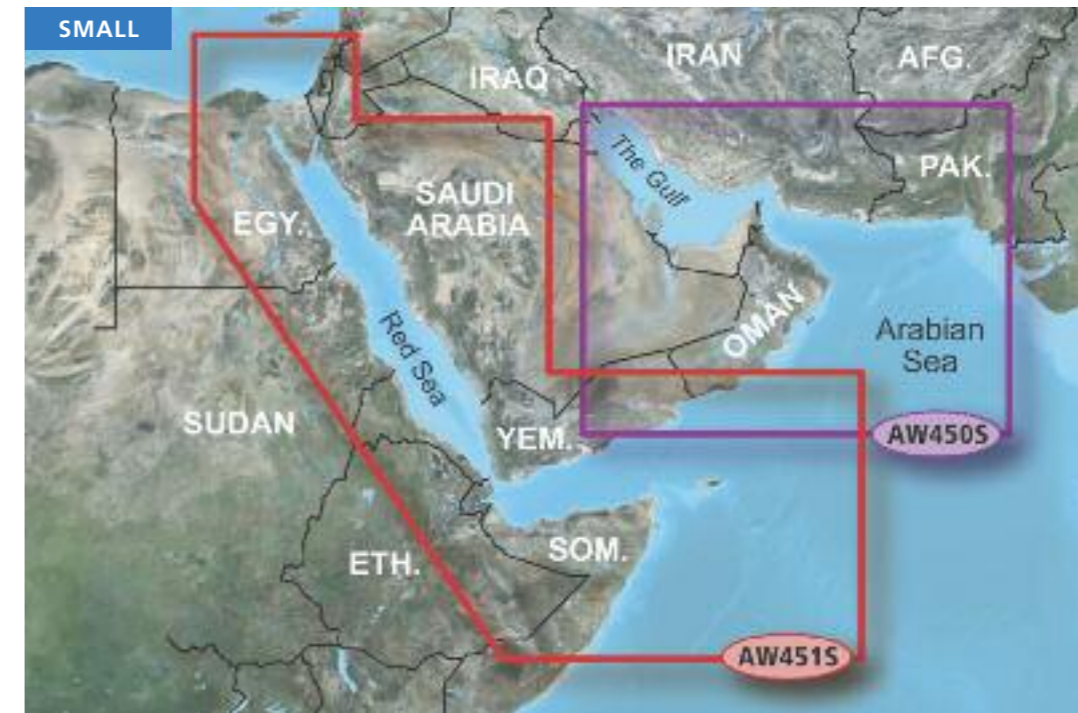 SMALL
IRAQ
IRAN
AFG.
PAK.
The Gulf
SAUDI
ARABIA
EGY.
Red Sea
OMAN
Arabian
Sea
SUDAN
YEM.
AW450S
ETH.
SOM.
AW451S